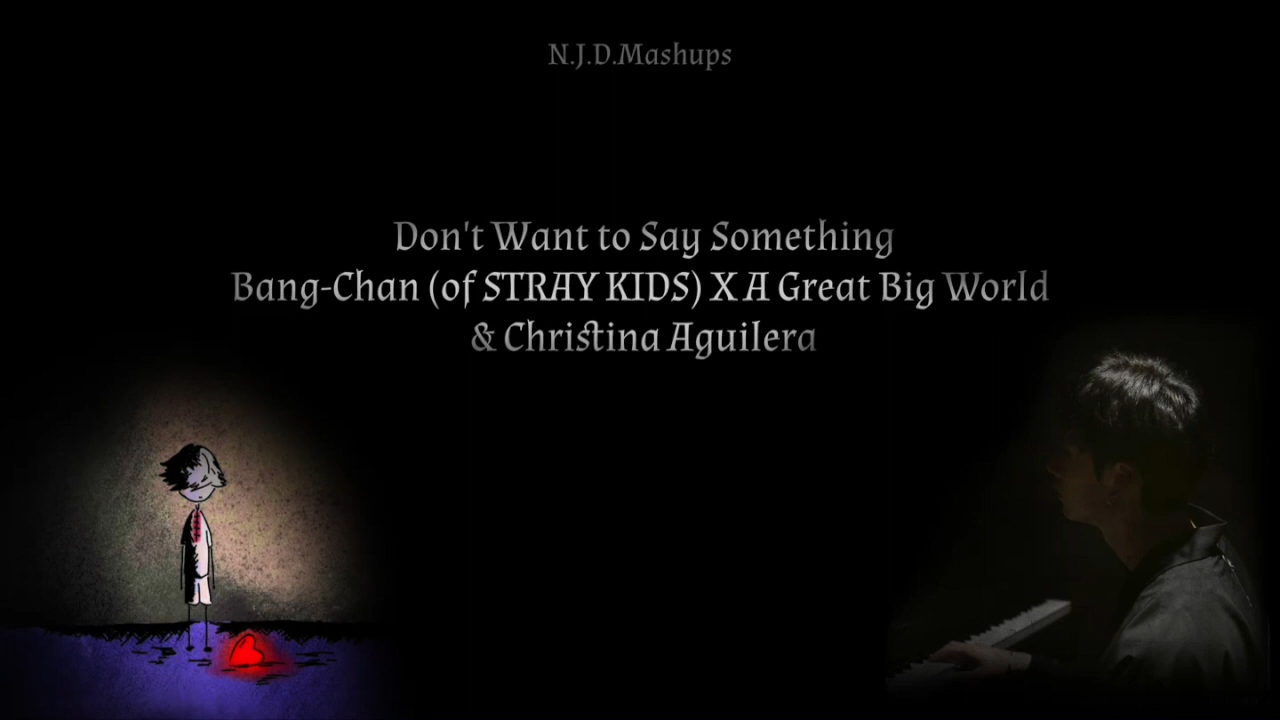 N.J.D.Mashups
Don't Want to Say Something
Bang-Chan (of STRAY KIDS) X A Great Big World
& Christina Aguilera